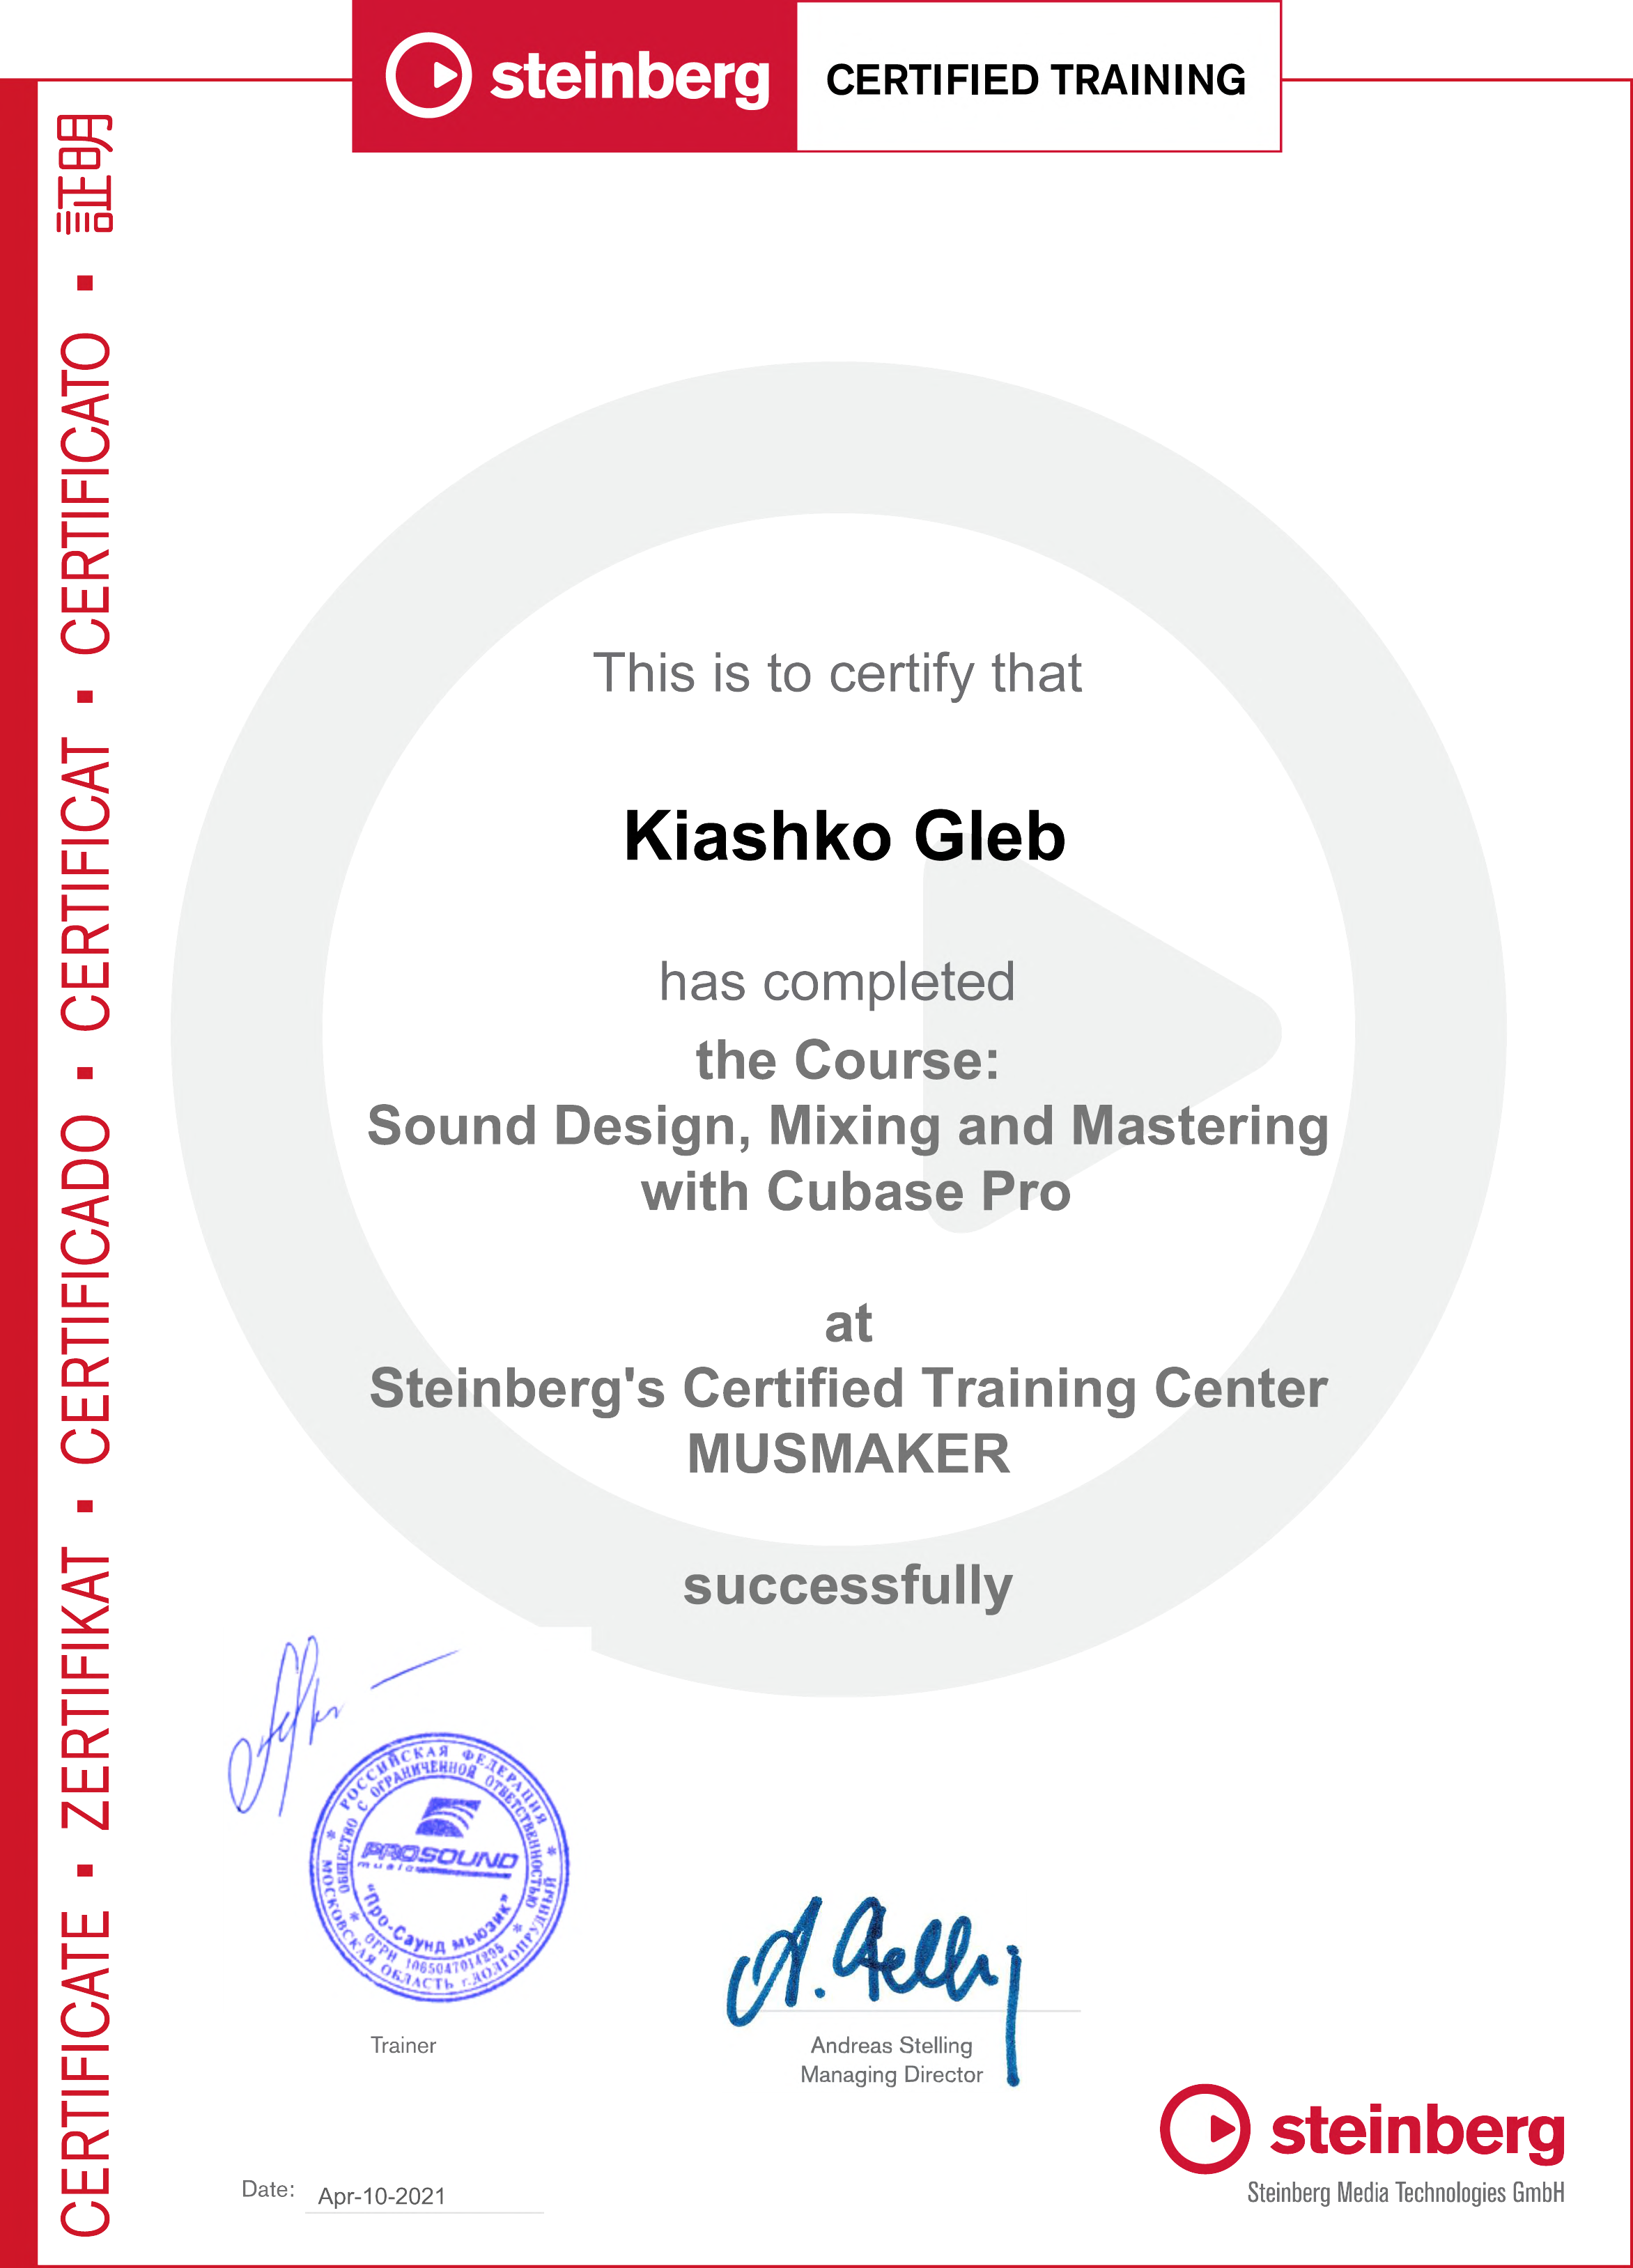 steinberg CERTIFIED TRAINING
CERTIFICATE ▪ ZERTIFIKAT ▪ CERTIFICADO ▪ CERTIFICAT ▪ CERTIFICATO ▪ 証明
This is to certify that
Kiashko Gleb
has completed
the Course:
Sound Design, Mixing and Mastering
with Cubase Pro
at
Steinberg's Certified Training Center
MUSMAKER
successfully
* РОССИЙСКАЯ ФЕДЕРАЦИЯ *
МОСКОВСКАЯ ОБЛАСТЬ г.ДОЛГОПРУДНЫЙ
ОБЩЕСТВО С ОГРАНИЧЕННОЙ ОТВЕТСТВЕННОСТЬЮ
* ОГРН 1065047014295 *
PROSOUND
music
"Про-Саунд мьюзик"
Trainer
Andreas Stelling
Managing Director
Date: Apr-10-2021
steinberg
Steinberg Media Technologies GmbH